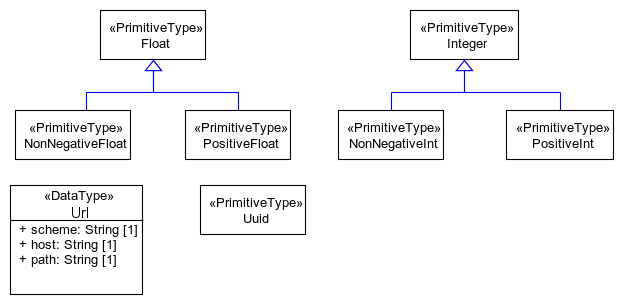 «PrimitiveType»
Float
«PrimitiveType»
Integer
«PrimitiveType»
NonNegativeFloat
«PrimitiveType»
PositiveFloat
«PrimitiveType»
NonNegativeInt
«PrimitiveType»
PositiveInt
«DataType»
Url
+ scheme: String [1]
+ host: String [1]
+ path: String [1]
«PrimitiveType»
Uuid